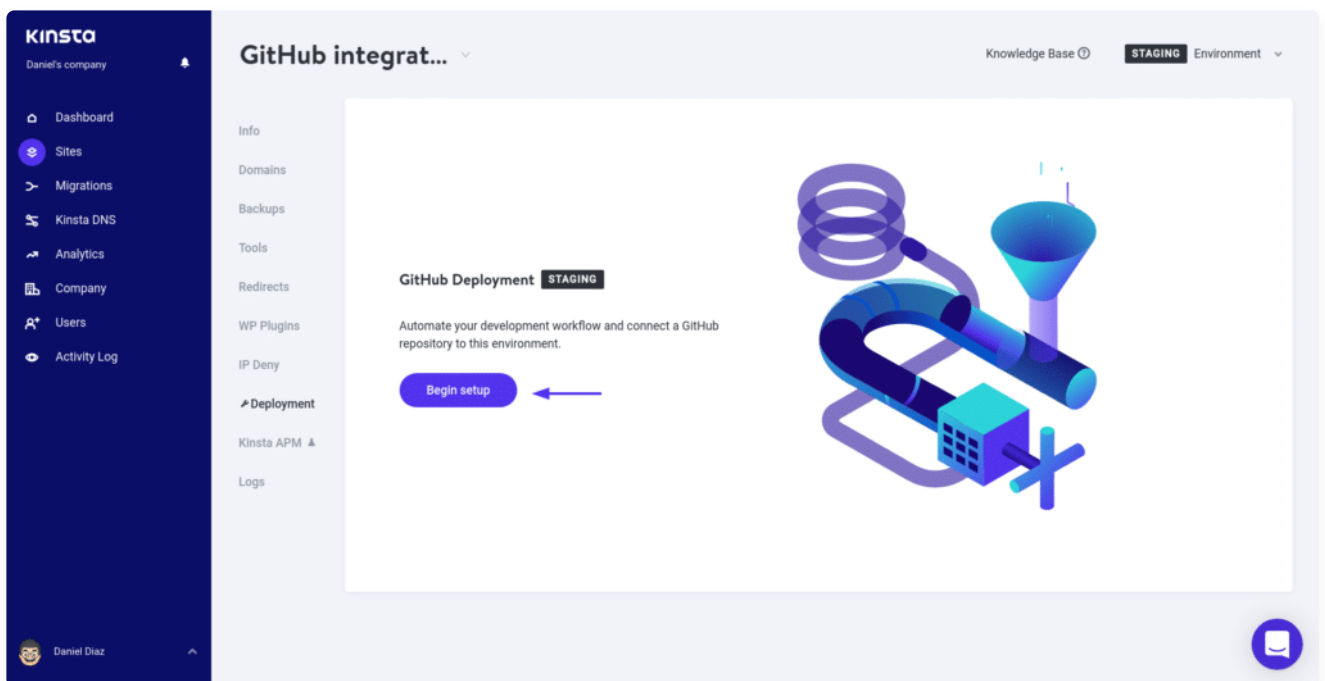 KINSTA
Daniel's company
Dashboard
Sites
Migrations
Kinsta DNS
Analytics
Company
Users
Activity Log
Daniel Diaz
GitHub integrat...
Knowledge Base
STAGING Environment
Info
Domains
Backups
Tools
Redirects
WP Plugins
IP Deny
Deployment
Kinsta APM
Logs
GitHub Deployment STAGING
Automate your development workflow and connect a GitHub
repository to this environment.
Begin setup